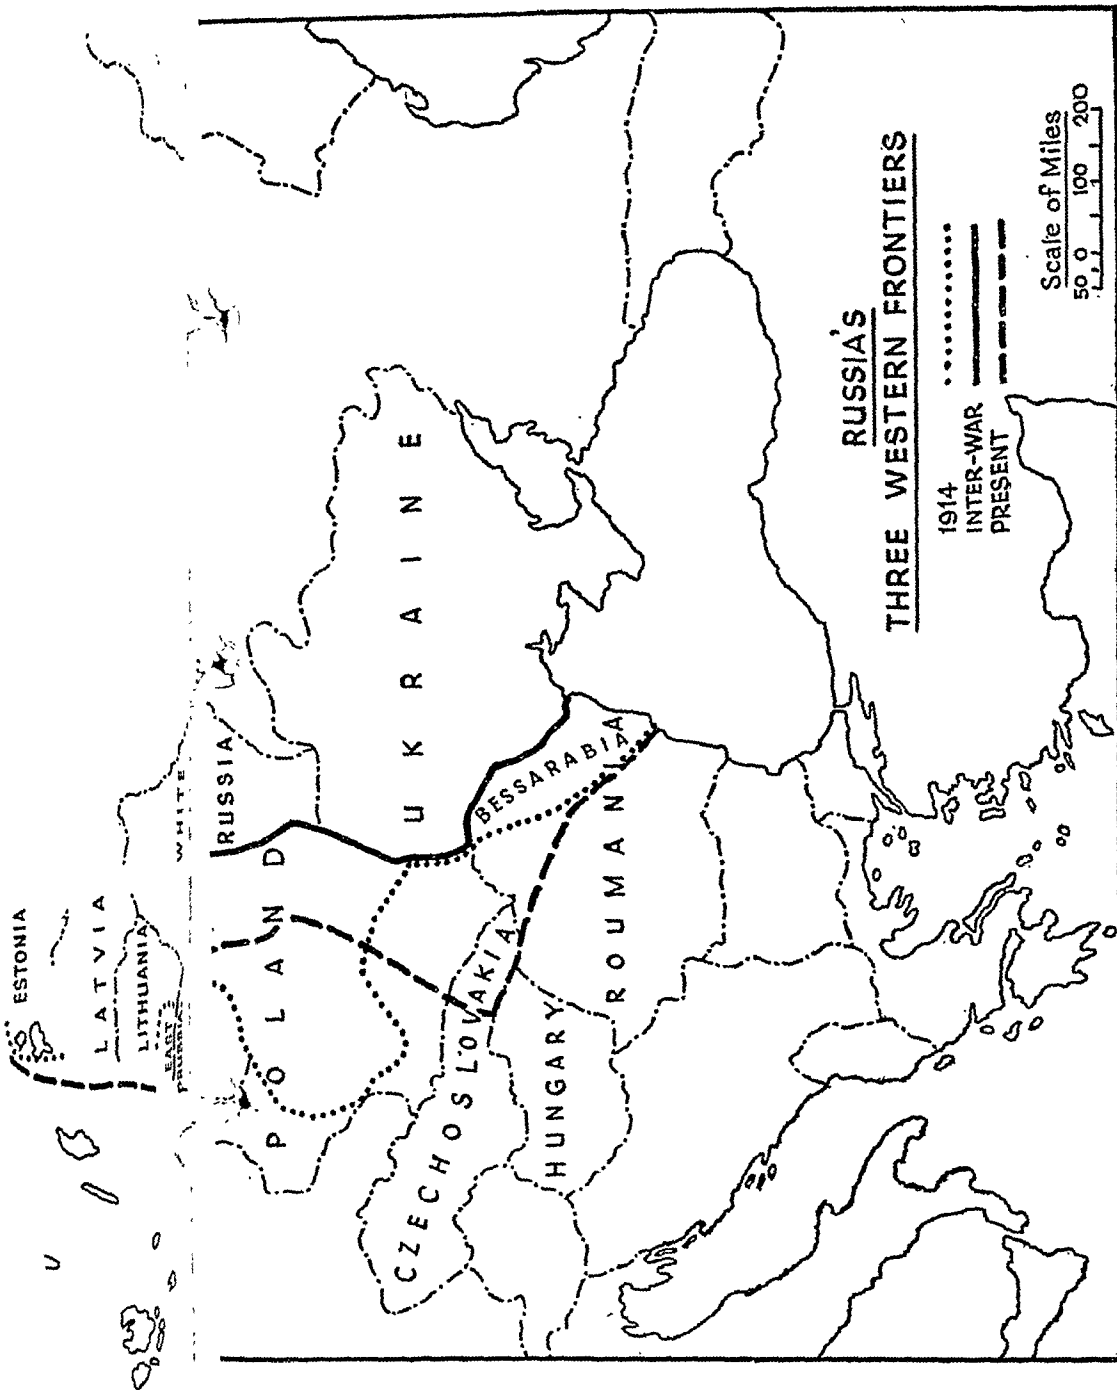 ESTONIA
LATVIA
LITHUANIA
EAST
PRUSSIA
WHITE
RUSSIA
POLAND
UKRAINE
CZECHOSLOVAKIA
BESSARABIA
HUNGARY
ROUMANIA
RUSSIA'S
THREE WESTERN FRONTIERS
1914
INTER-WAR
PRESENT
Scale of Miles
50 0 100 200